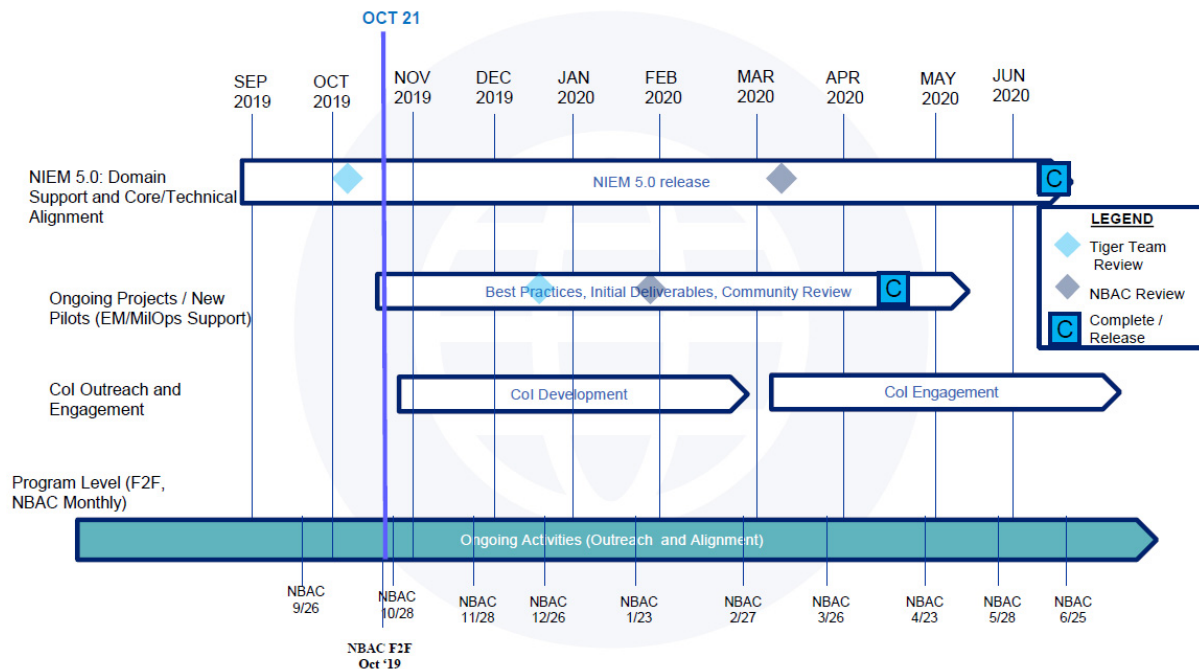 OCT 21
SEP
2019
OCT
2019
NOV
2019
DEC
2019
JAN
2020
FEB
2020
MAR
2020
APR
2020
MAY
2020
JUN
2020
NIEM 5.0: Domain
Support and Core/Technical
Alignment
NIEM 5.0 release
C
LEGEND
Tiger Team
Review
NBAC Review
C
Complete /
Release
Ongoing Projects / New
Pilots (EM/MilOps Support)
Best Practices, Initial Deliverables, Community Review
C
CoI Outreach and
Engagement
CoI Development
CoI Engagement
Program Level (F2F,
NBAC Monthly)
Ongoing Activities (Outreach and Alignment)
NBAC
9/26
NBAC
10/28
NBAC
11/28
NBAC
12/26
NBAC
1/23
NBAC
2/27
NBAC
3/26
NBAC
4/23
NBAC
5/28
NBAC
6/25
NBAC F2F
Oct ‘19